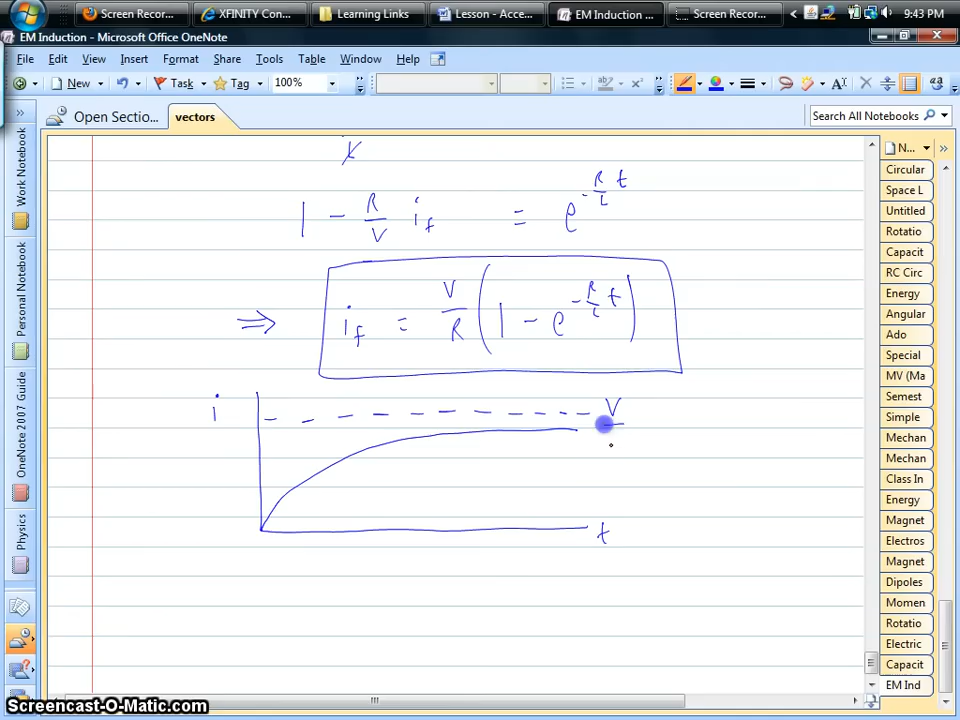 Screen Recor...
XFINITY Con...
Learning Links
Lesson - Acce...
EM Induction ...
Screen Recor...
9:43 PM
EM Induction - Microsoft Office OneNote
File Edit View Insert Format Share Tools Table Window Help
New Task Tag 100%
Open Sectio... vectors
Search All Notebooks
N...
Work Notebook
Personal Notebook
OneNote 2007 Guide
Physics
1 - R/V i_f = e^{-R/L t}
⇒ i_f = V/R (1 - e^{-R/L t})
i
V
t
Circular
Space L
Untitled
Rotatio
Capacit
RC Circ
Energy
Angular
Ado
Special
MV (Ma
Semest
Simple
Mechan
Mechan
Class In
Energy
Magnet
Electros
Magnet
Dipoles
Momen
Rotatio
Electric
Capacit
EM Ind
Screencast-O-Matic.com